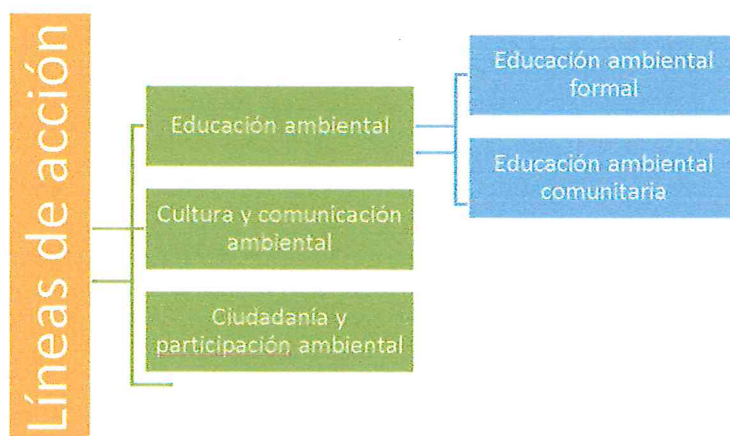 Líneas de acción
Educación ambiental
Cultura y comunicación
ambiental
Ciudadanía y
participación ambiental
Educación ambiental
formal
Educación ambiental
comunitaria